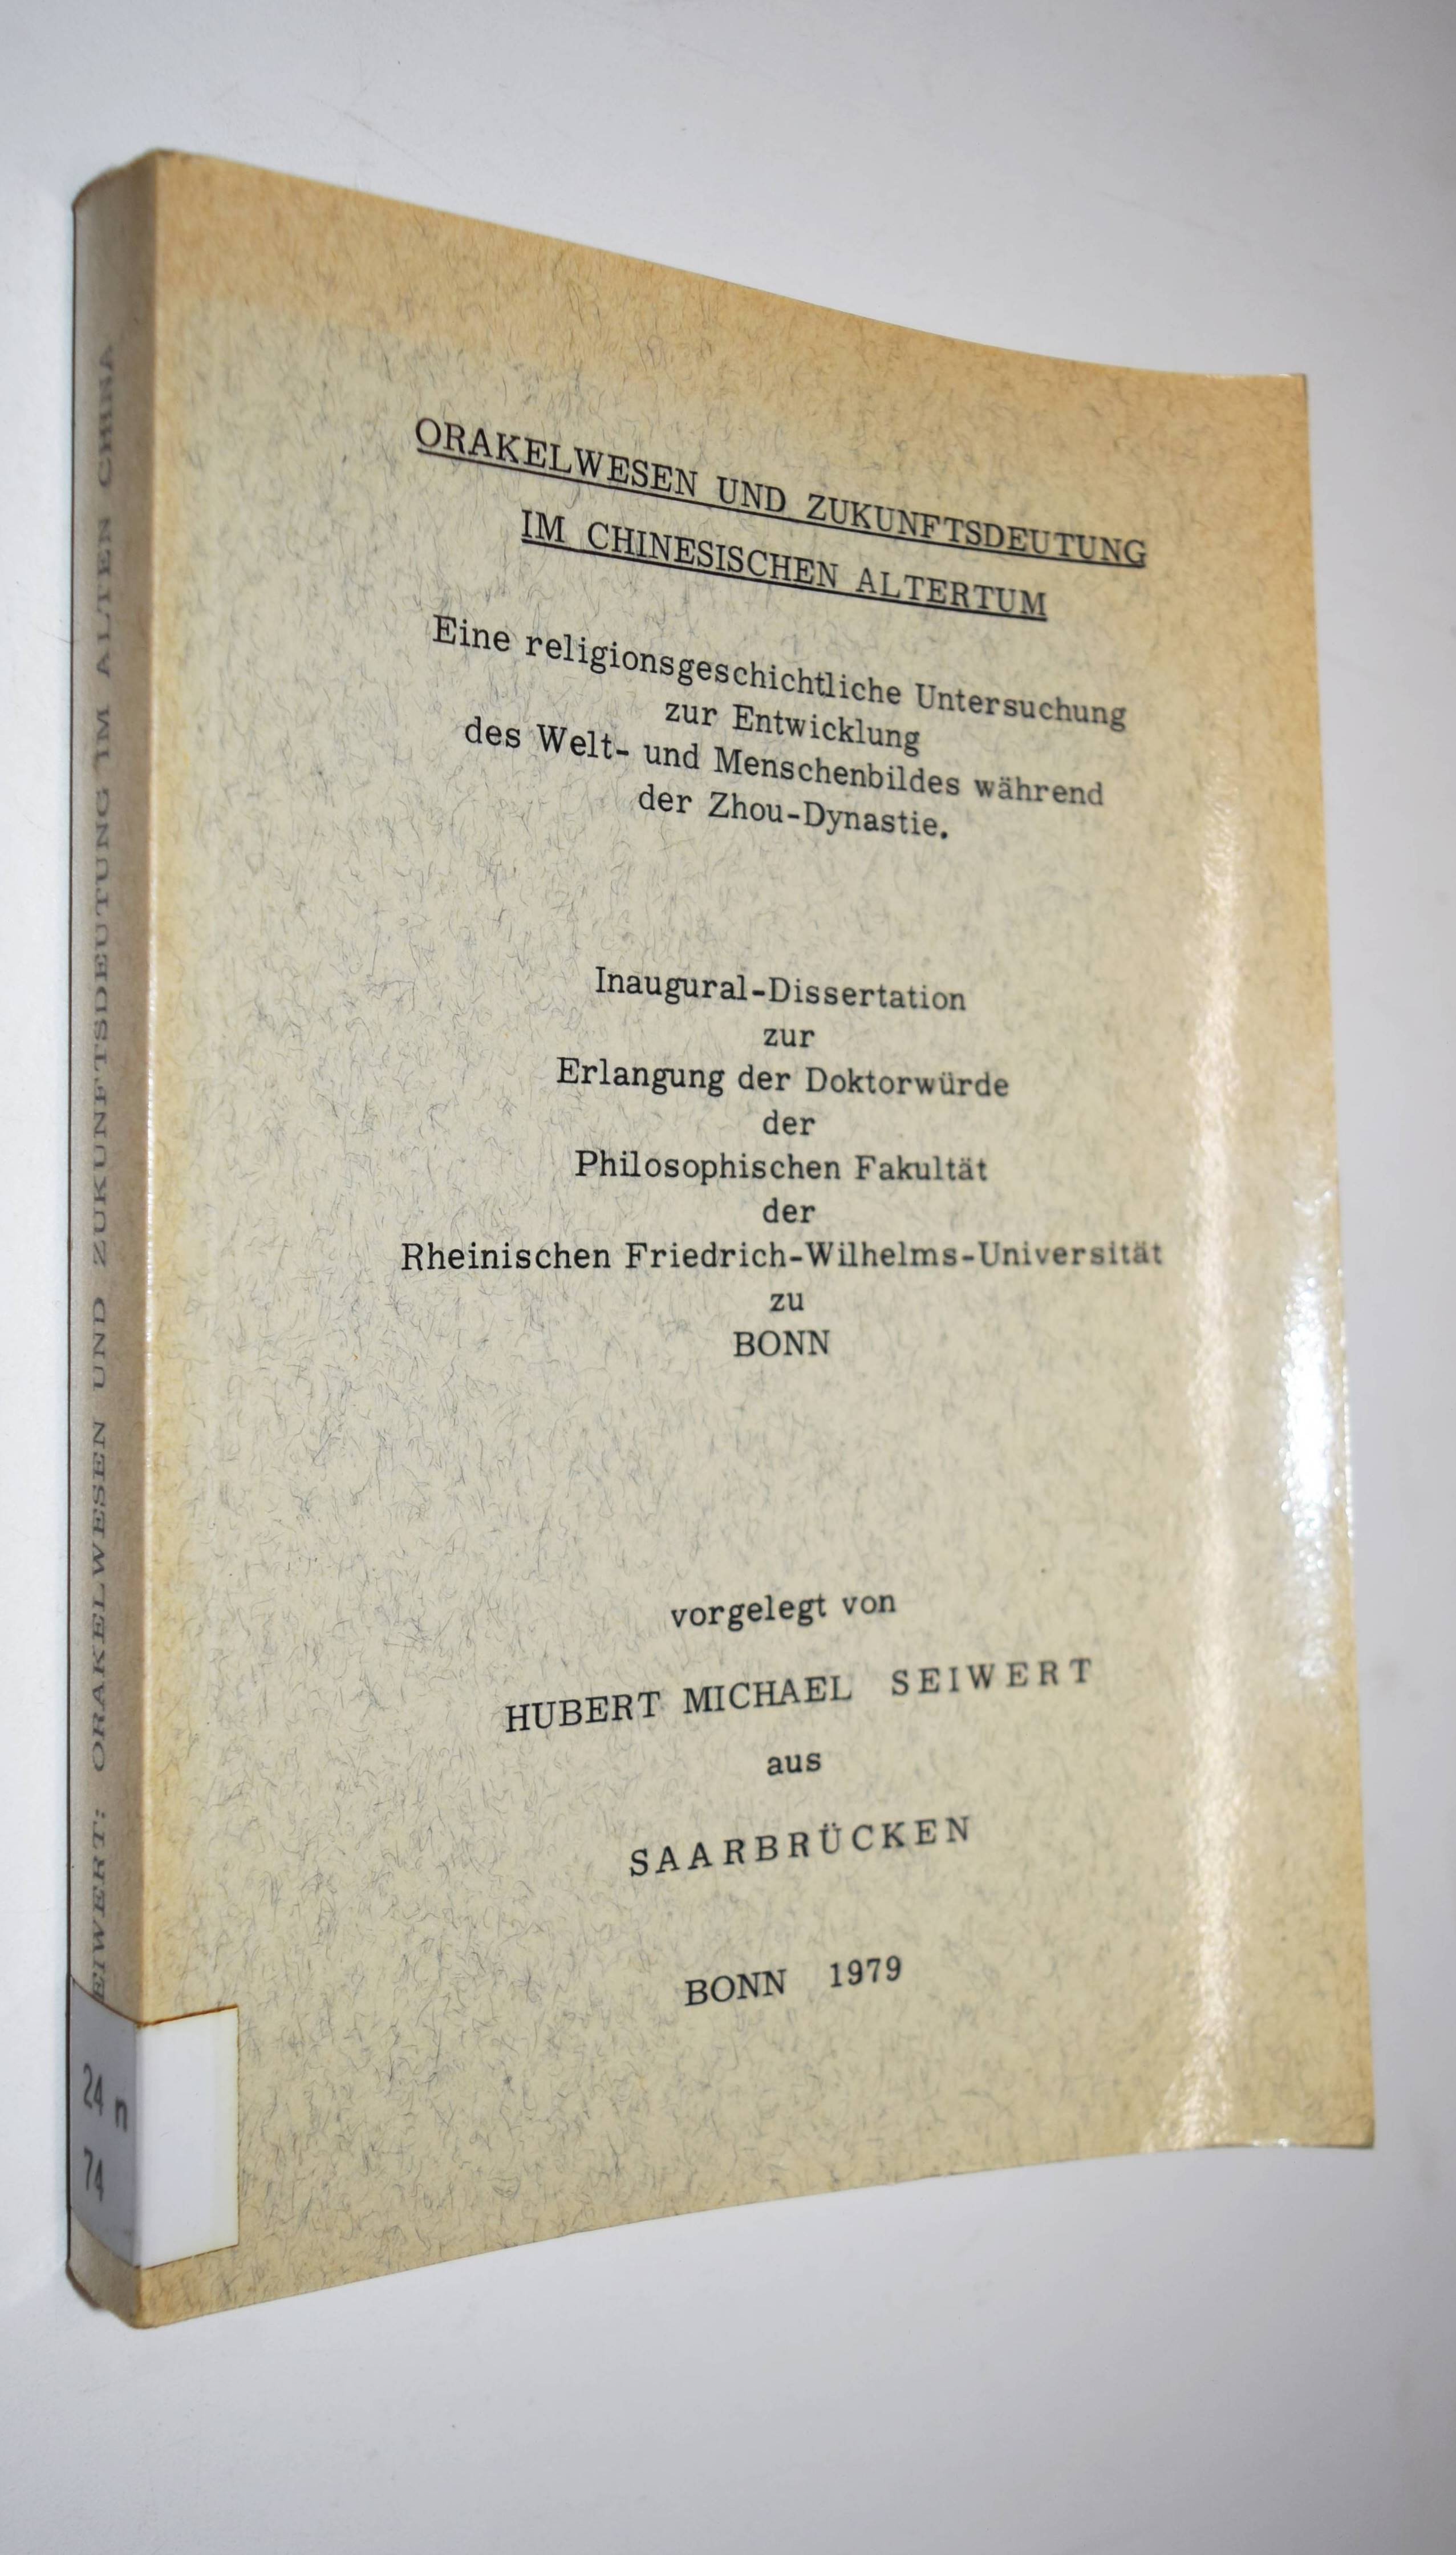 ORAKELWESEN UND ZUKUNFTSDEUTUNG
IM CHINESISCHEN ALTERTUM
Eine religionsgeschichtliche Untersuchung
zur Entwicklung
des Welt- und Menschenbildes während
der Zhou-Dynastie.
Inaugural-Dissertation
zur
Erlangung der Doktorwürde
der
Philosophischen Fakultät
der
Rheinischen Friedrich-Wilhelms-Universität
zu
BONN
vorgelegt von
HUBERT MICHAEL SEIWERT
aus
SAARBRÜCKEN
BONN 1979
EIWERT: ORAKELWESEN UND ZUKUNFTSDEUTUNG IM ALTEN CHINA
24 n
74